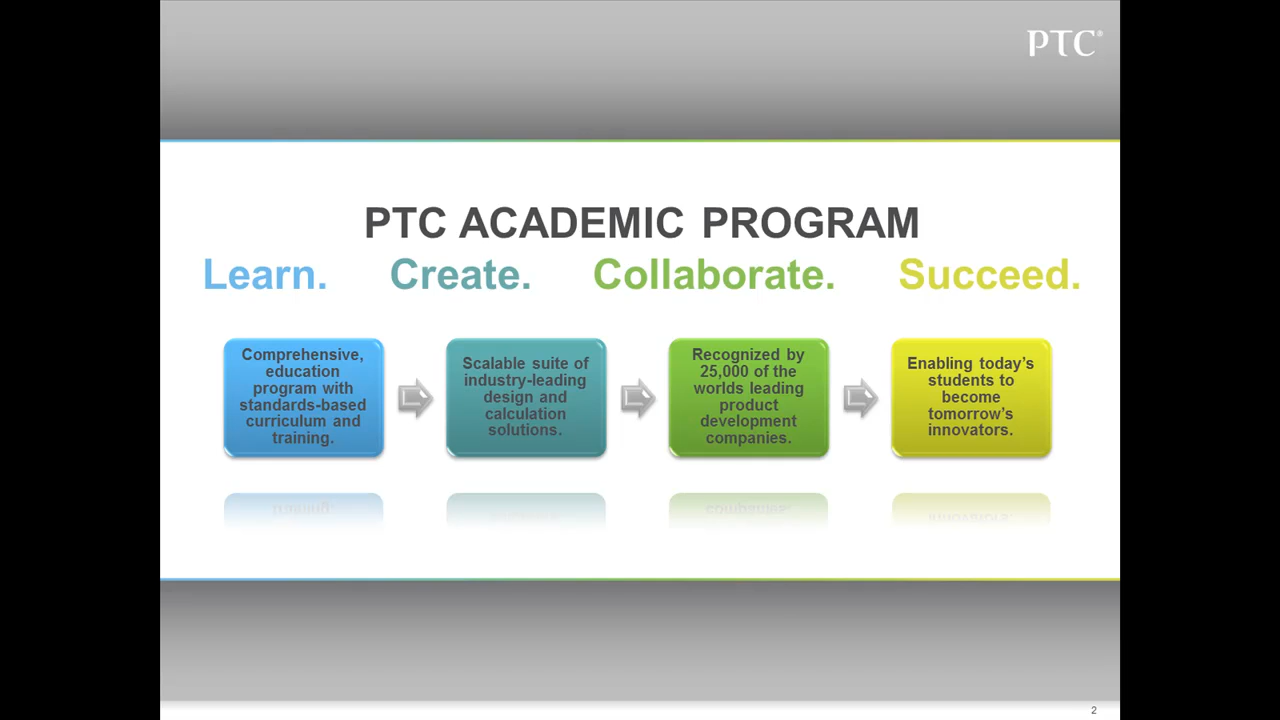 PTC®
PTC ACADEMIC PROGRAM
Learn. Create. Collaborate. Succeed.
Comprehensive,
education
program with
standards-based
curriculum and
training.
Scalable suite of
industry-leading
design and
calculation
solutions.
Recognized by
25,000 of the
worlds leading
product
development
companies.
Enabling today’s
students to
become
tomorrow’s
innovators.
2